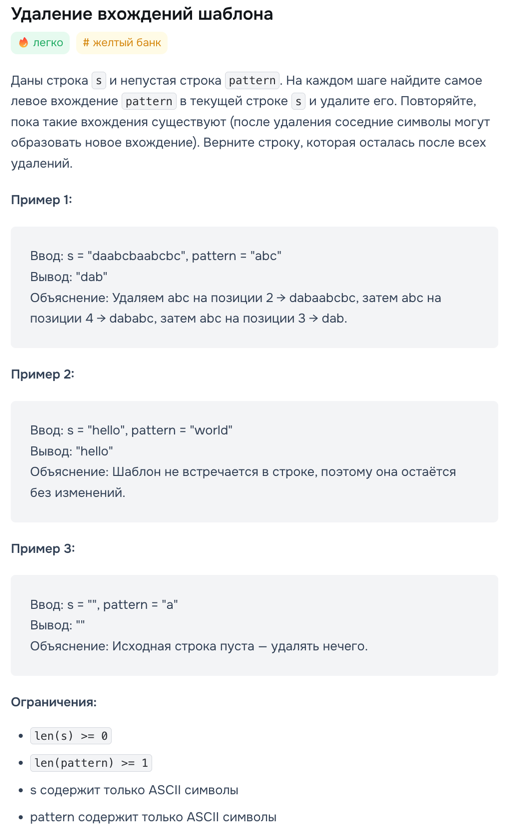 Удаление вхождений шаблона
🔥 легко # желтый банк
Даны строка s и непустая строка pattern. На каждом шаге найдите самое
левое вхождение pattern в текущей строке s и удалите его. Повторяйте,
пока такие вхождения существуют (после удаления соседние символы могут
образовать новое вхождение). Верните строку, которая осталась после всех
удалений.
Пример 1:
Ввод: s = "daabcbaabcbc", pattern = "abc"
Вывод: "dab"
Объяснение: Удаляем abc на позиции 2 → dabaabcbc, затем abc на
позиции 4 → dababc, затем abc на позиции 3 → dab.
Пример 2:
Ввод: s = "hello", pattern = "world"
Вывод: "hello"
Объяснение: Шаблон не встречается в строке, поэтому она остаётся
без изменений.
Пример 3:
Ввод: s = "", pattern = "a"
Вывод: ""
Объяснение: Исходная строка пуста — удалять нечего.
Ограничения:
• len(s) >= 0
• len(pattern) >= 1
• s содержит только ASCII символы
• pattern содержит только ASCII символы